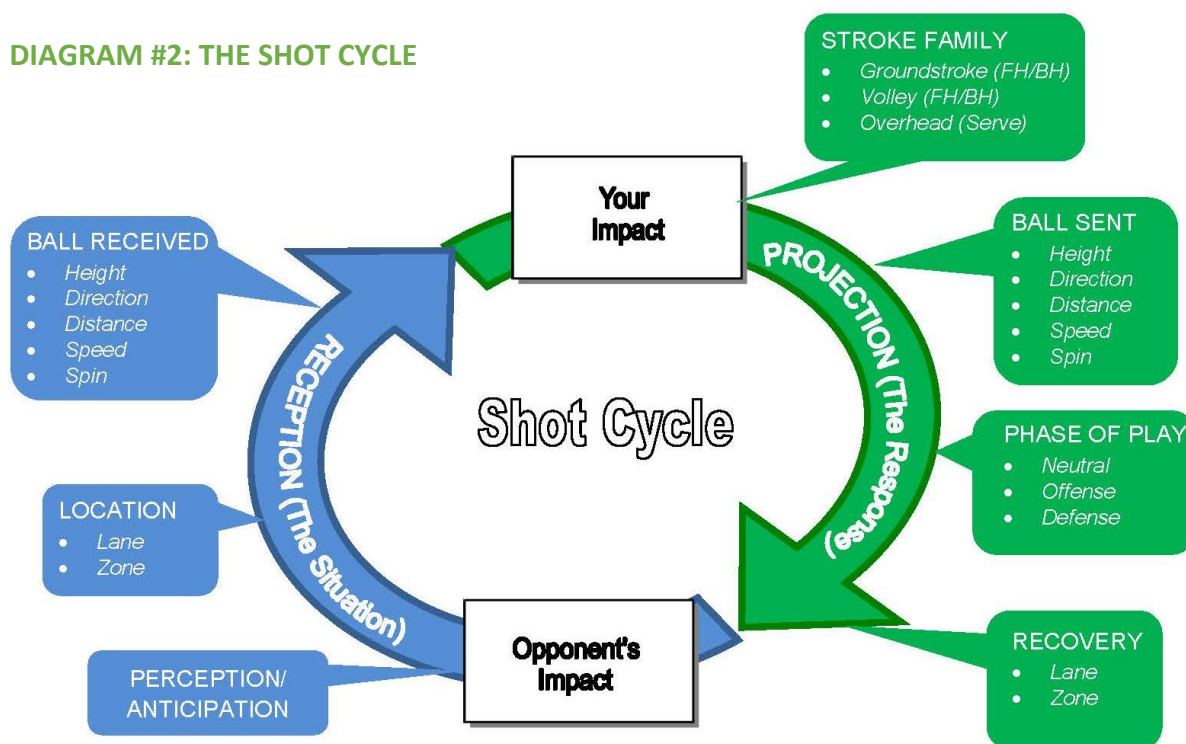 DIAGRAM #2: THE SHOT CYCLE
STROKE FAMILY
• Groundstroke (FH/BH)
• Volley (FH/BH)
• Overhead (Serve)
Your
Impact
BALL RECEIVED
• Height
• Direction
• Distance
• Speed
• Spin
BALL SENT
• Height
• Direction
• Distance
• Speed
• Spin
PROJECTION (The Response)
RECEPTION (The Situation)
Shot Cycle
PHASE OF PLAY
• Neutral
• Offense
• Defense
LOCATION
• Lane
• Zone
Opponent's
Impact
PERCEPTION/
ANTICIPATION
RECOVERY
• Lane
• Zone